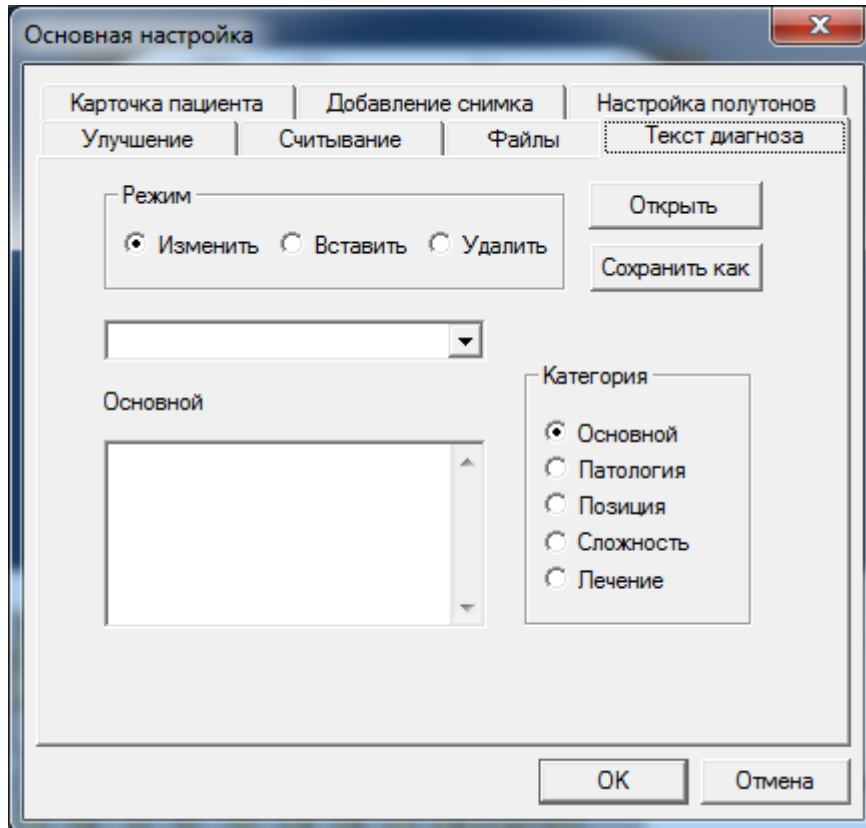 Основная настройка
Карточка пациента Добавление снимка Настройка полутонов
Улучшение Считывание Файлы Текст диагноза
Режим
Изменить Вставить Удалить
Открыть
Сохранить как
Основной
Категория
Основной
Патология
Позиция
Сложность
Лечение
OK Отмена